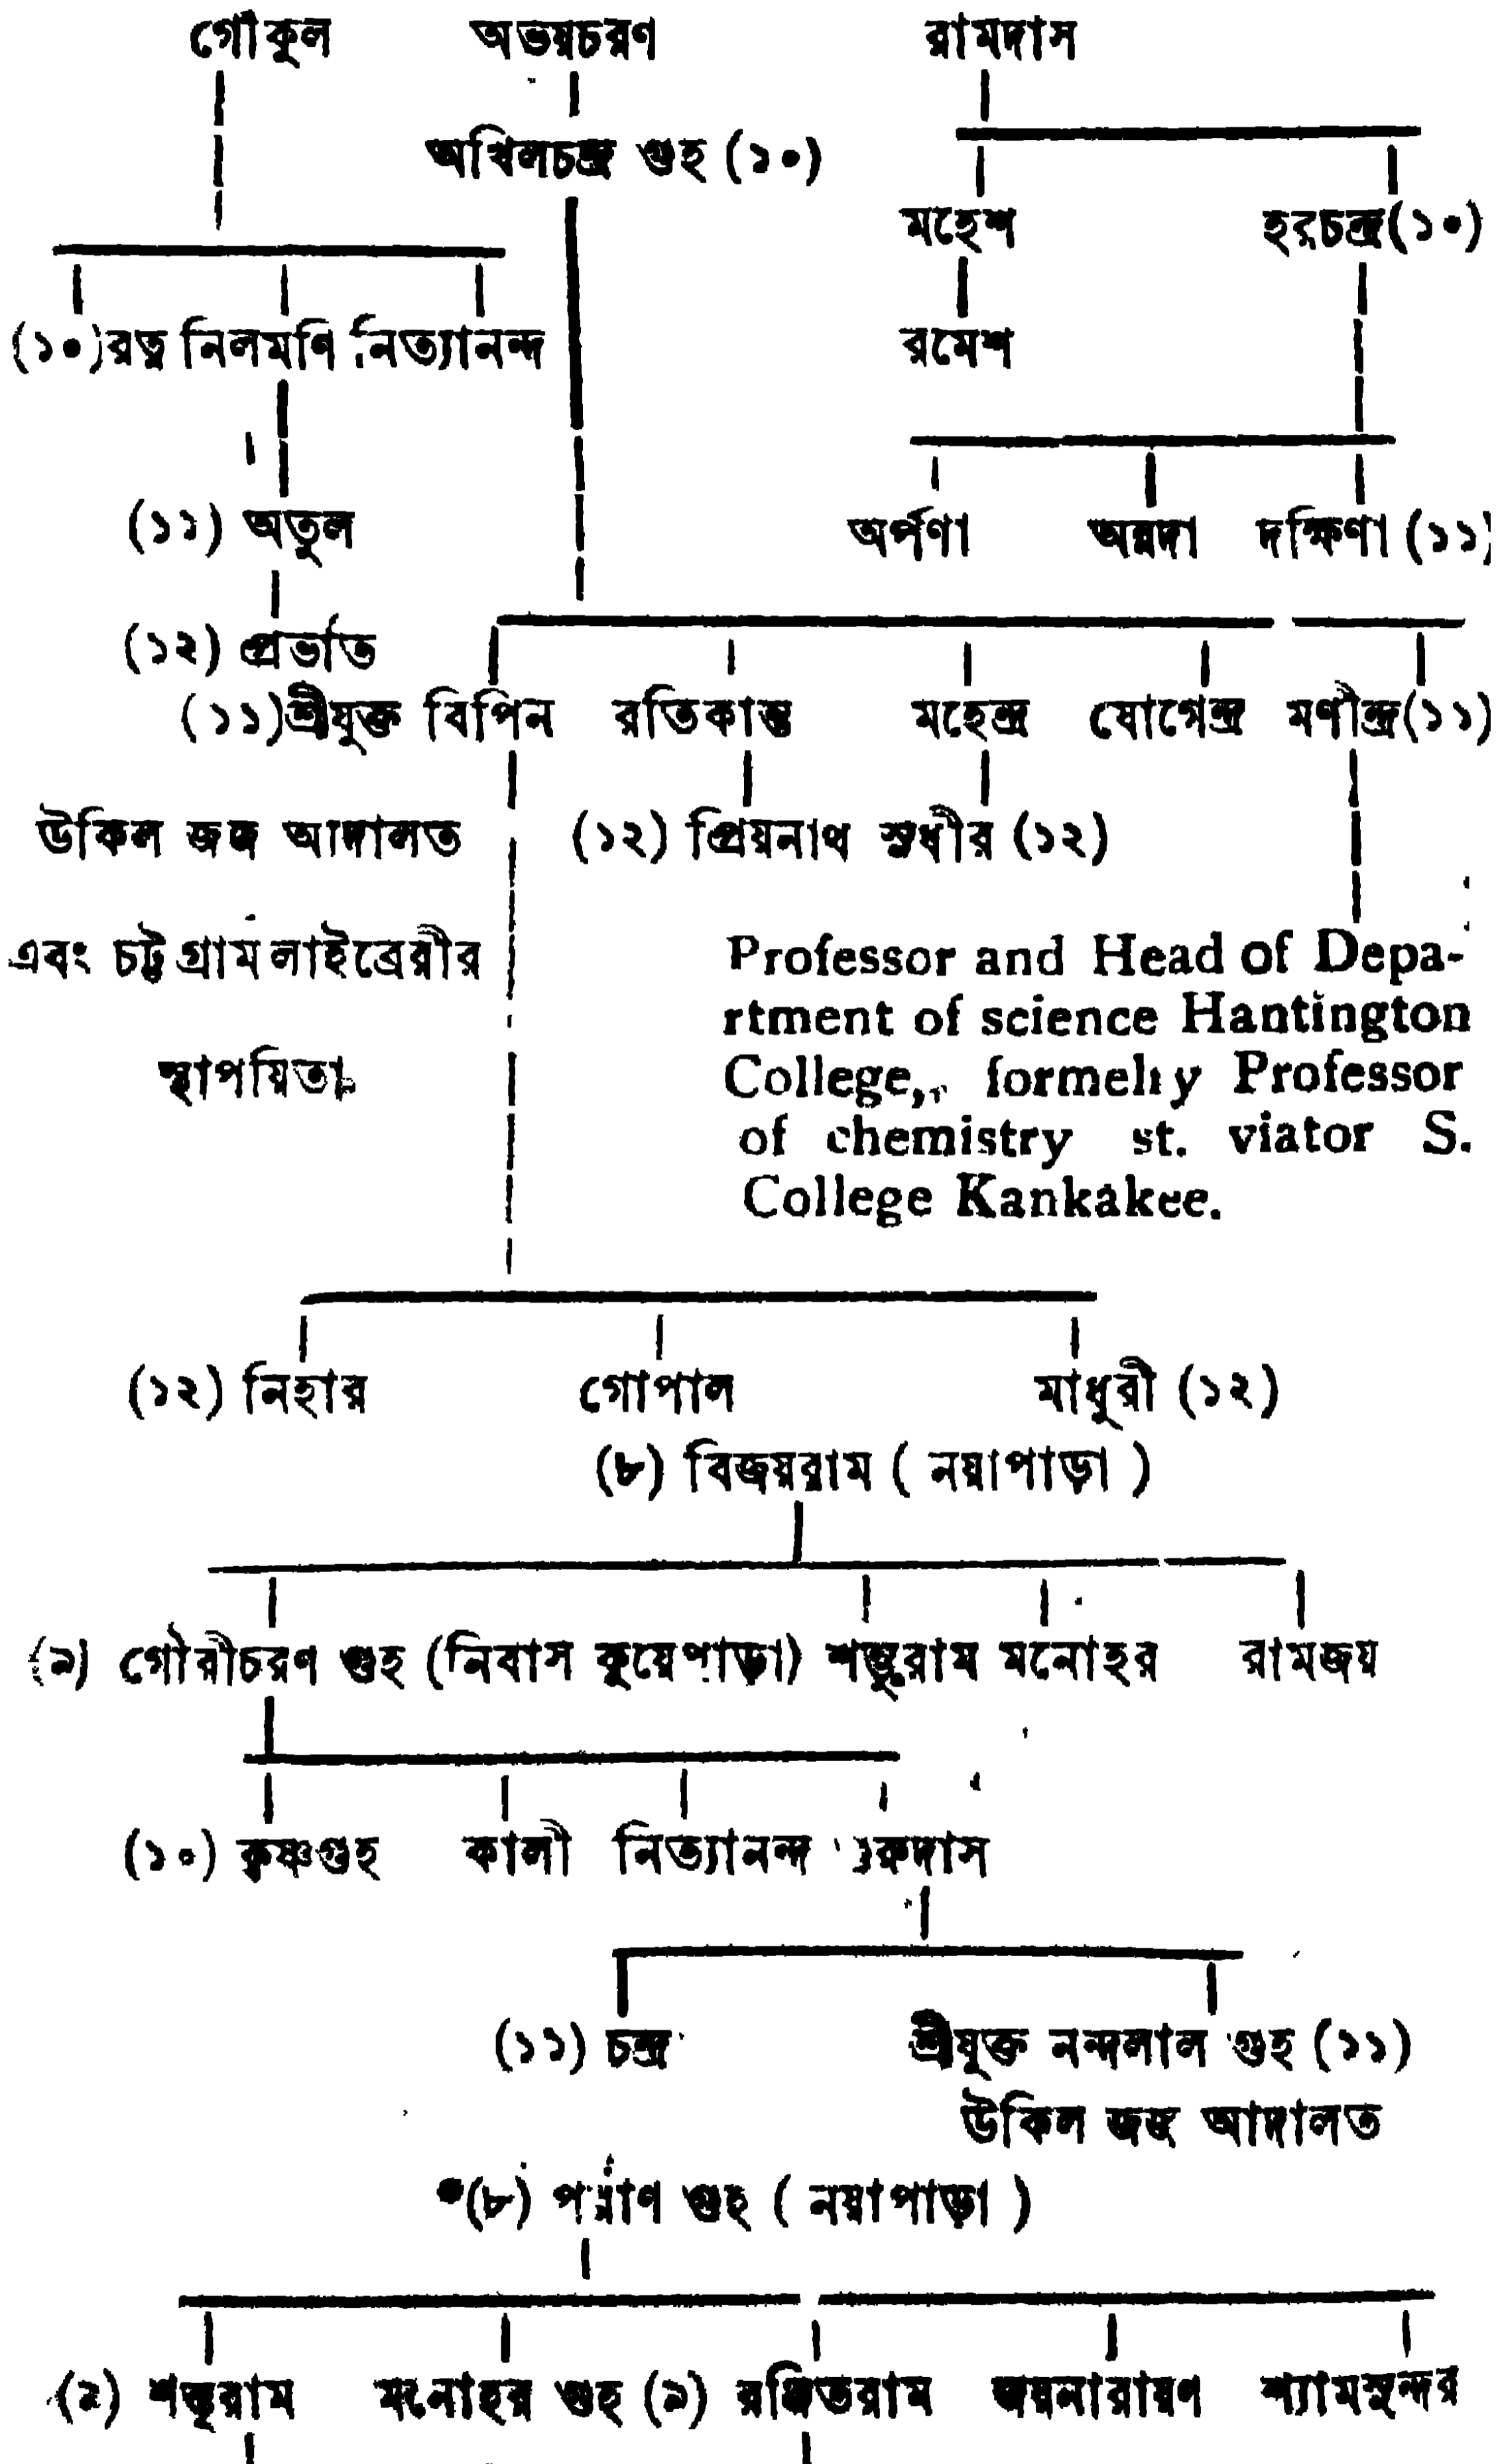 গৌকুল অভয়চরণ রামদাস
অখিলচন্দ্র গুহ (১০)
মহেশ হরচন্দ্র (১০)
(১০) রত্ন নিলমণি নিত্যানন্দ রমেশ
(১১) অতুল অর্পণা অন্নদা দক্ষিণা (১১)
(১২) প্রভাত
(১১) শ্রীযুক্ত বিপিন রতিকান্ত মহেন্দ্র যোগেন্দ্র মণীন্দ্র (১১)
উকিল জজ আদালত (১২) প্রিয়নাথ সুধীর (১২)
এবং চট্টগ্রাম লাইব্রেরীর
স্থাপয়িতা
Professor and Head of Depa-
rtment of science Hantington
College, formerly Professor
of chemistry st. viator S.
College Kankakee.
(১২) নিহার গোপাল মাধুরী (১২)
(৮) বিজয়রাম ( নয়াপাড়া )
(৯) গৌরীচরণ গুহ (নিবাস কুয়েপাড়া) শম্ভুরাম মনোহর রামজয়
(১০) কৃষ্ণগুহ কালী নিত্যানন্দ
(১১) চন্দ্র শ্রীযুক্ত নন্দলাল গুহ (১১)
উকিল জজ আদালত
(৮) পরাণ গুহ ( নয়াপাড়া )
(৯) শম্ভুরাম মনোহর গুহ (৯) রঞ্জিতরাম জয়নারায়ণ শ্যামসুন্দর